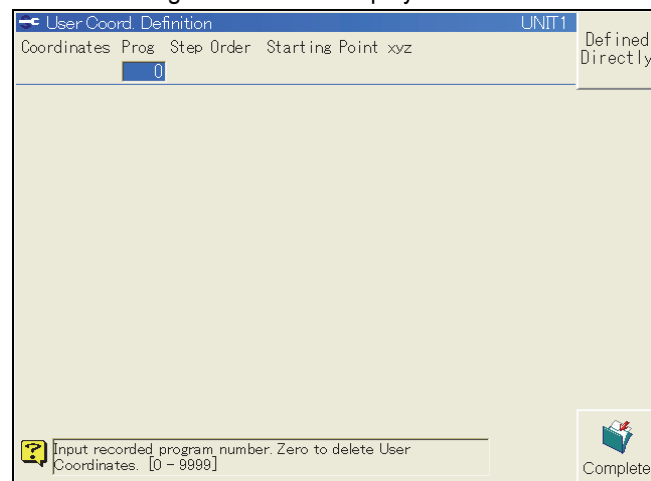 User Coord. Definition UNIT1
Defined
Directly
Coordinates Prog Step Order Starting Point xyz
0
Input recorded program number. Zero to delete User
Coordinates. [0 - 9999]
Complete